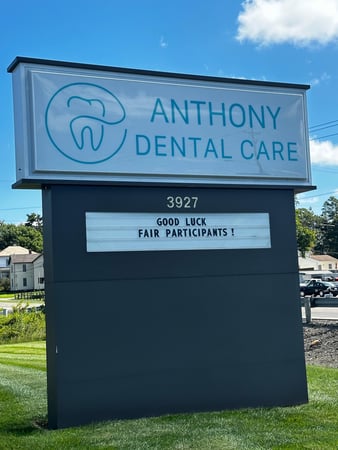 ANTHONY
DENTAL CARE
3927
GOOD LUCK
FAIR PARTICIPANTS!